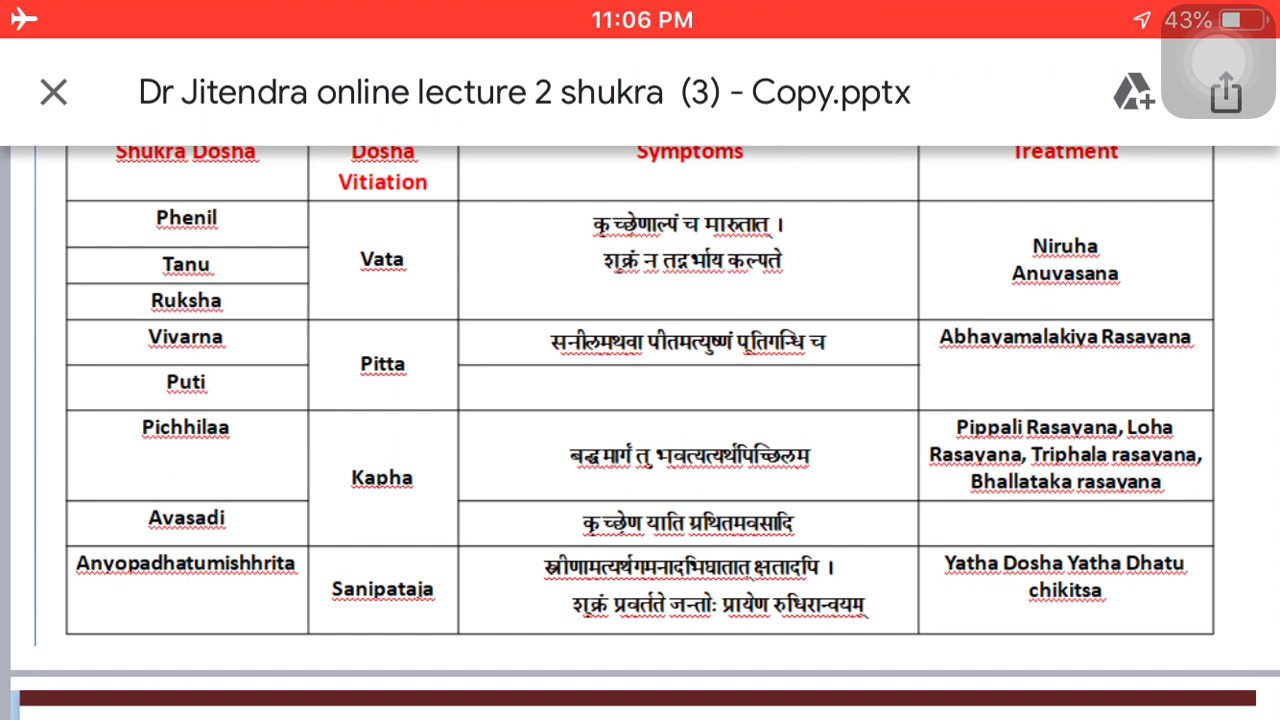 11:06 PM
43%
Dr Jitendra online lecture 2 shukra (3) - Copy.pptx
Shukra Dosha
Dosha
Vitiation
Symptoms
Treatment
Phenil
Tanu
Ruksha
Vata
कृच्छेणाल्पं च मारुतात् ।
शुक्रं न तद्गर्भाय कल्पते
Niruha
Anuvasana
Vivarna
Puti
Pitta
सनीलमथवा पीतमत्युष्णं पूतिगन्धि च
Abhayamalakiya Rasayana
Pichhilaa
Avasadi
Kapha
बद्धमार्गं तु भवत्यत्यर्थपिच्छिलम
कृच्छेण याति ग्रथितमवसादि
Pippali Rasayana, Loha
Rasayana, Triphala rasayana,
Bhallataka rasayana
Anyopadhatumishhrita
Sanipataja
स्त्रीणामत्यर्थगमनादभिघातात् क्षतादपि ।
शुक्रं प्रवर्तते जन्तोः प्रायेण रुधिरान्वयम्
Yatha Dosha Yatha Dhatu
chikitsa